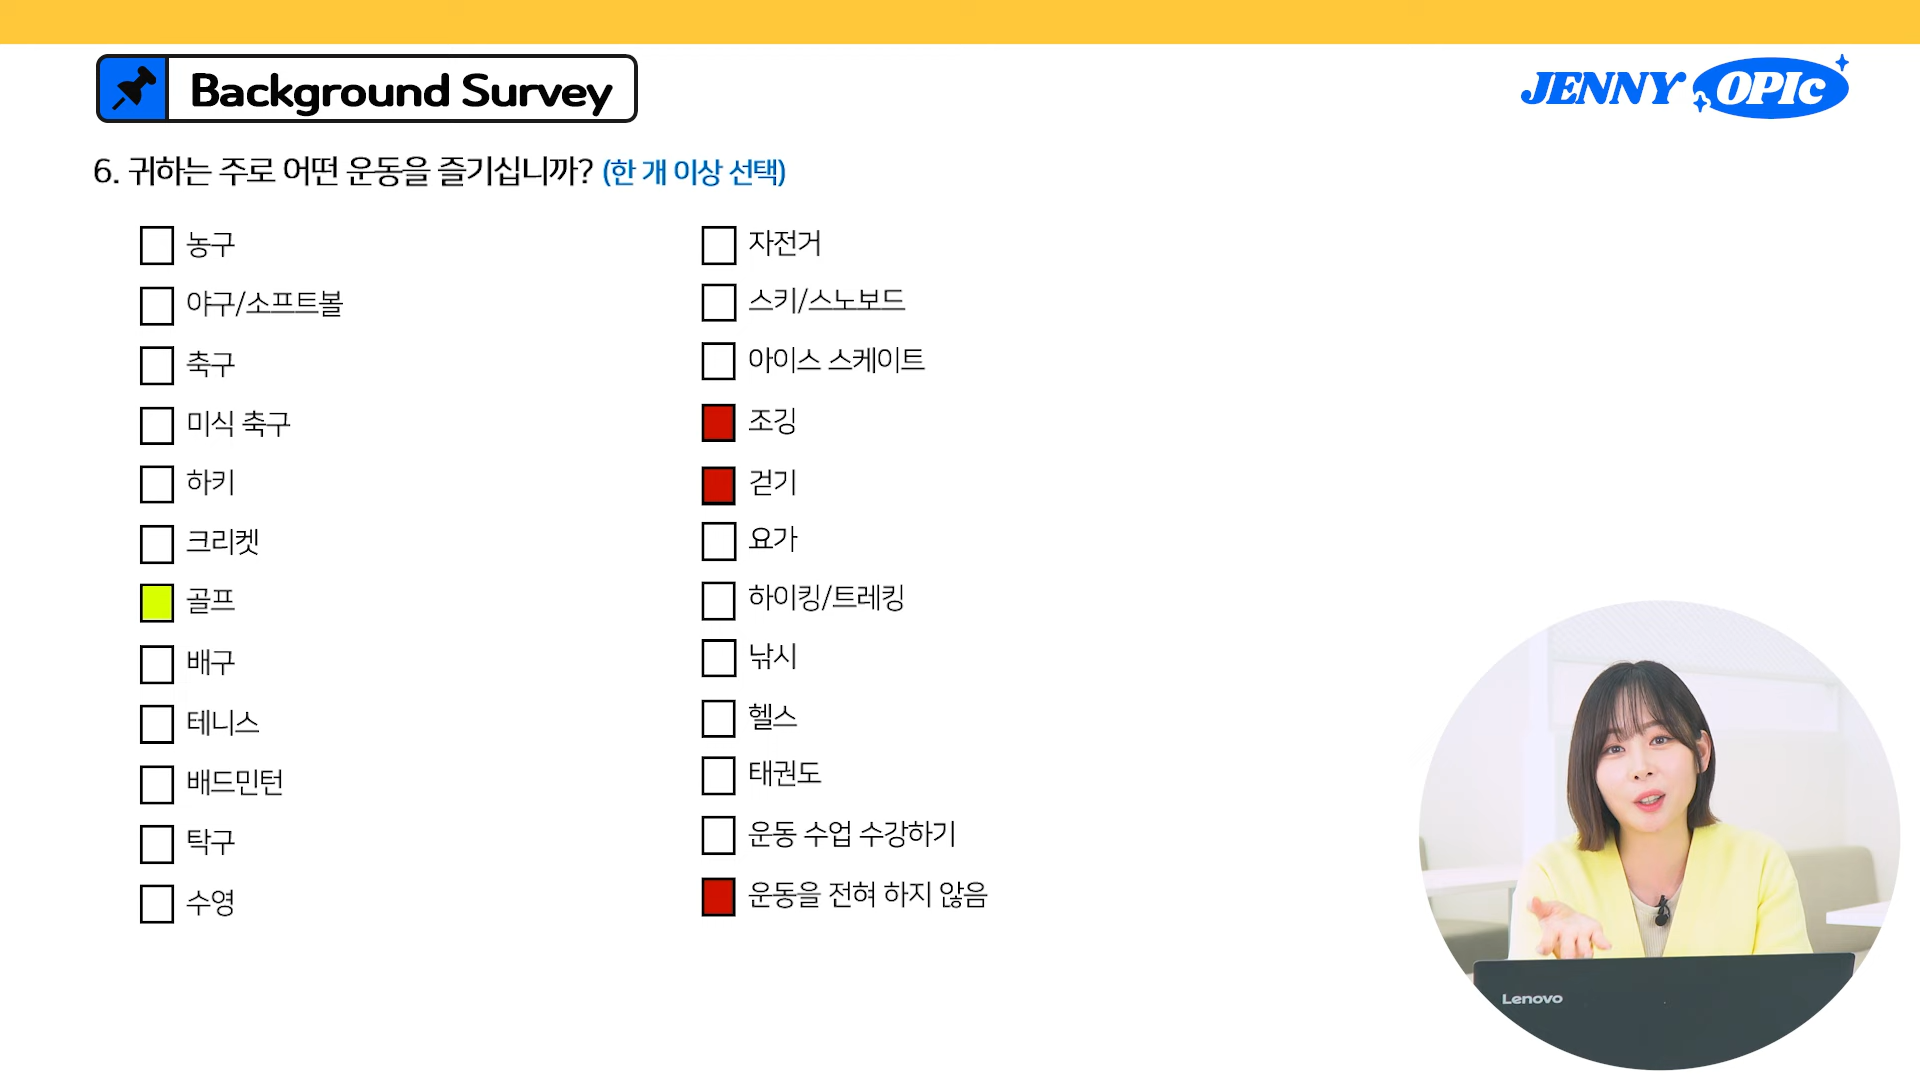 Background Survey
JENNY OPIc
6. 귀하는 주로 어떤 운동을 즐기십니까? (한 개 이상 선택)
농구
야구/소프트볼
축구
미식 축구
하키
크리켓
골프
배구
테니스
배드민턴
탁구
수영
자전거
스키/스노보드
아이스 스케이트
조깅
걷기
요가
하이킹/트레킹
낚시
헬스
태권도
운동 수업 수강하기
운동을 전혀 하지 않음
Lenovo